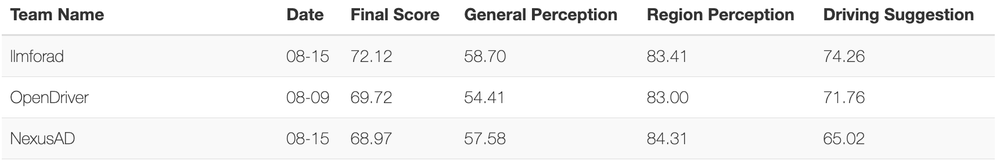 Team Name Date Final Score General Perception Region Perception Driving Suggestion
llmforad 08-15 72.12 58.70 83.41 74.26
OpenDriver 08-09 69.72 54.41 83.00 71.76
NexusAD 08-15 68.97 57.58 84.31 65.02